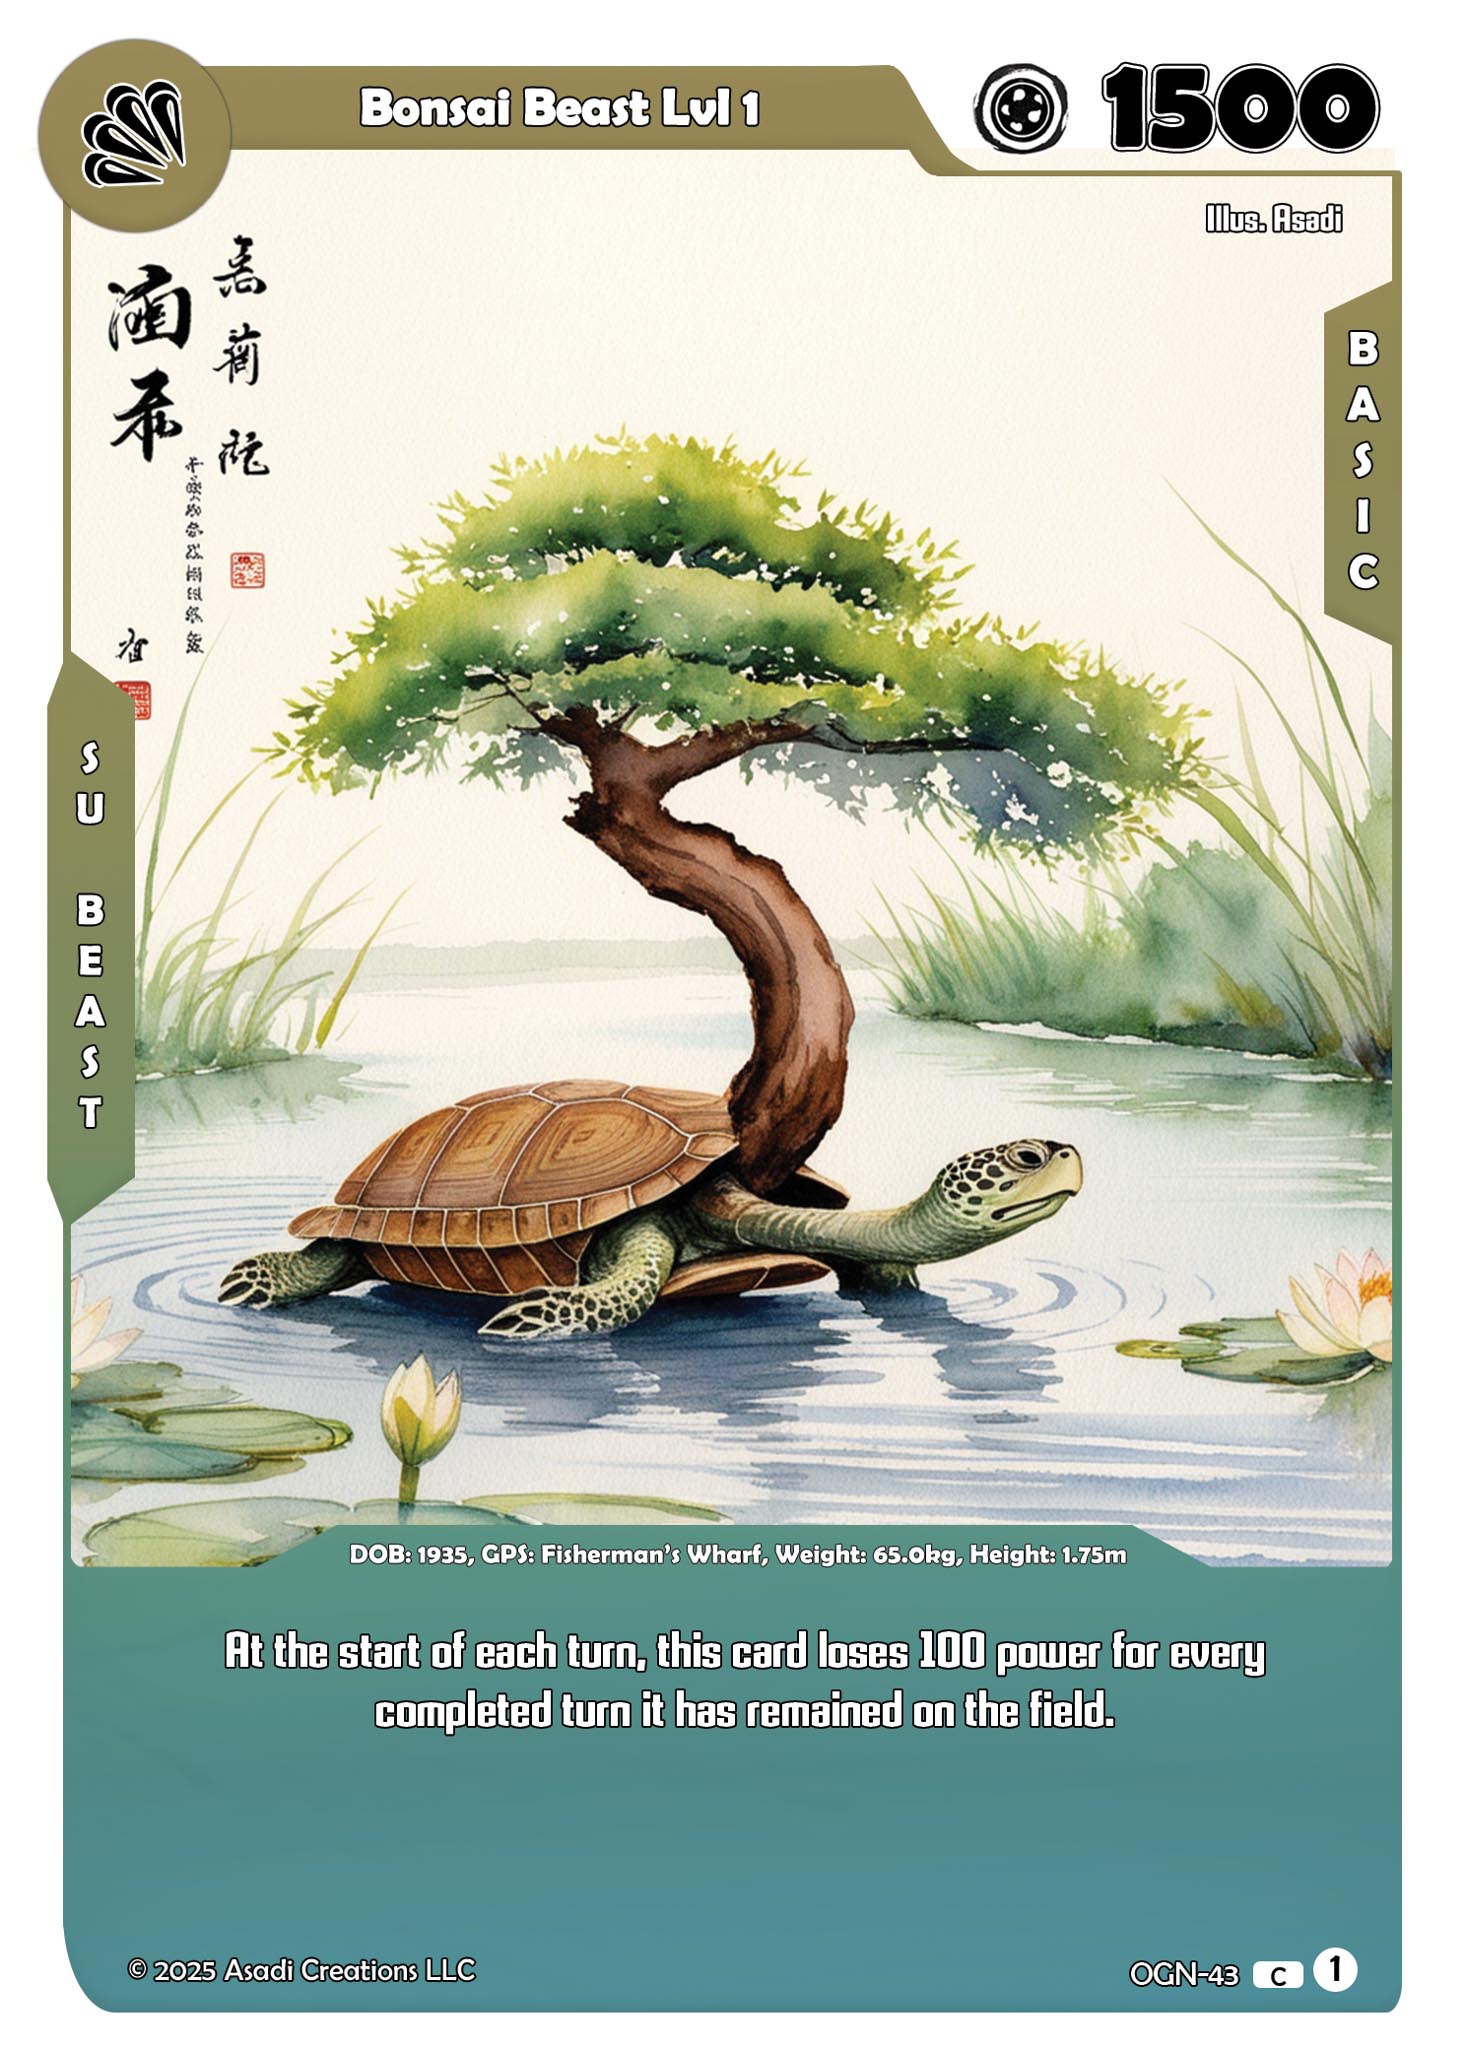 Bonsai Beast Lvl 1
1500
Illus. Asadi
BASIC
SU BEAST
DOB: 1935, GPS: Fisherman's Wharf, Weight: 65.0kg, Height: 1.75m
At the start of each turn, this card loses 100 power for every
completed turn it has remained on the field.
© 2025 Asadi Creations LLC
OGN-43 C 1